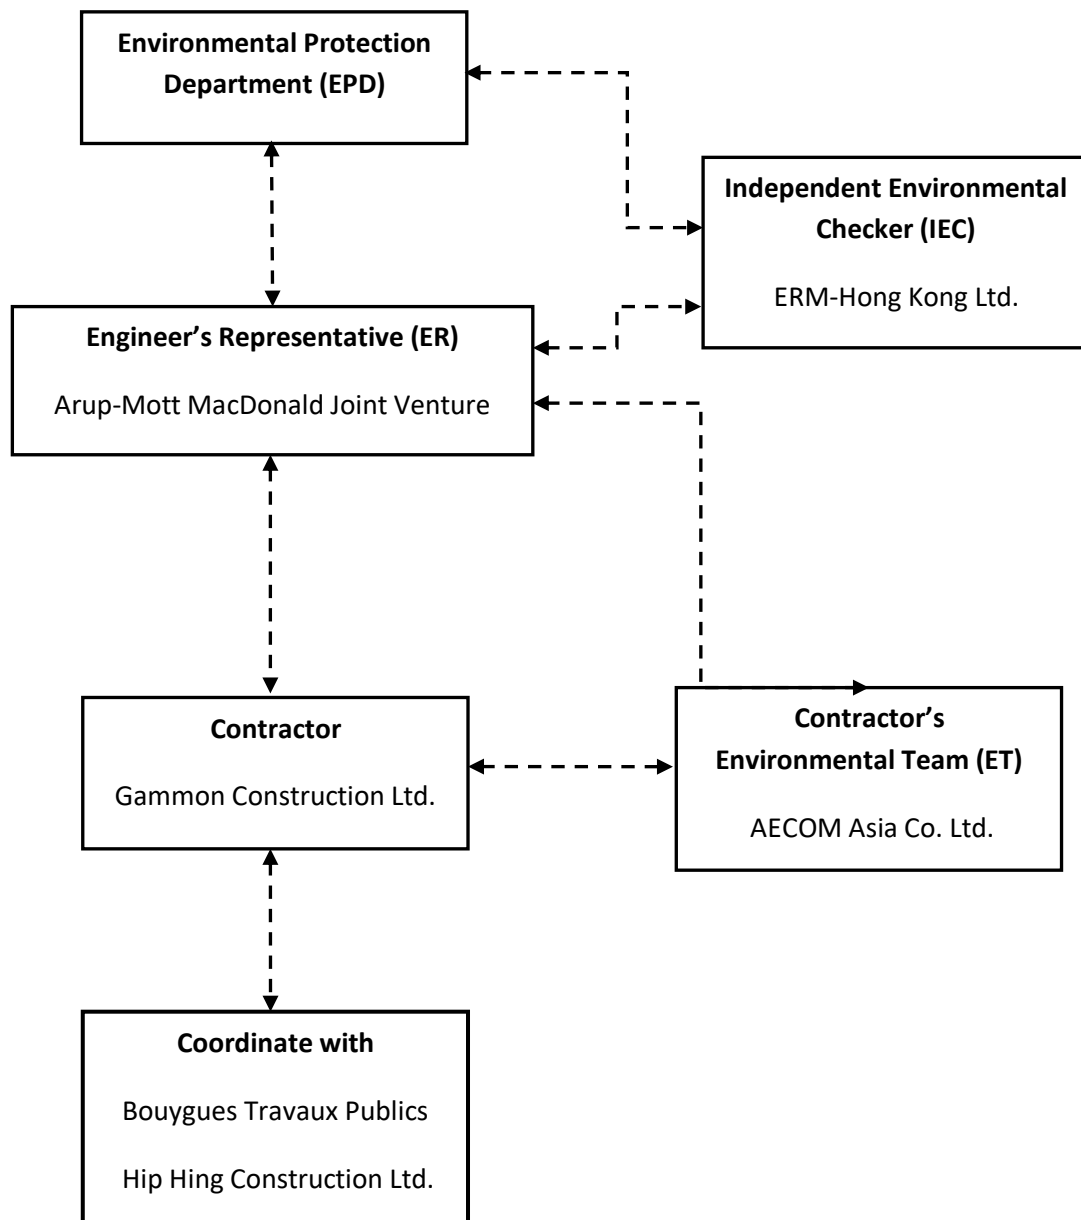 Environmental Protection
Department (EPD)
Independent Environmental
Checker (IEC)
ERM-Hong Kong Ltd.
Engineer’s Representative (ER)
Arup-Mott MacDonald Joint Venture
Contractor
Gammon Construction Ltd.
Contractor’s
Environmental Team (ET)
AECOM Asia Co. Ltd.
Coordinate with
Bouygues Travaux Publics
Hip Hing Construction Ltd.